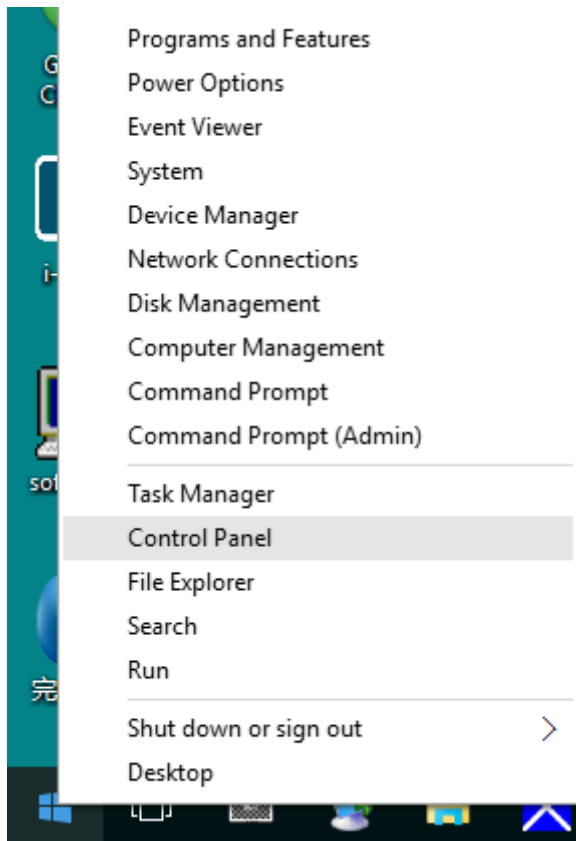 G
C
Programs and Features
Power Options
Event Viewer
System
Device Manager
i-
Network Connections
Disk Management
Computer Management
Command Prompt
Command Prompt (Admin)
Task Manager
Control Panel
File Explorer
Search
Run
完
Shut down or sign out
Desktop